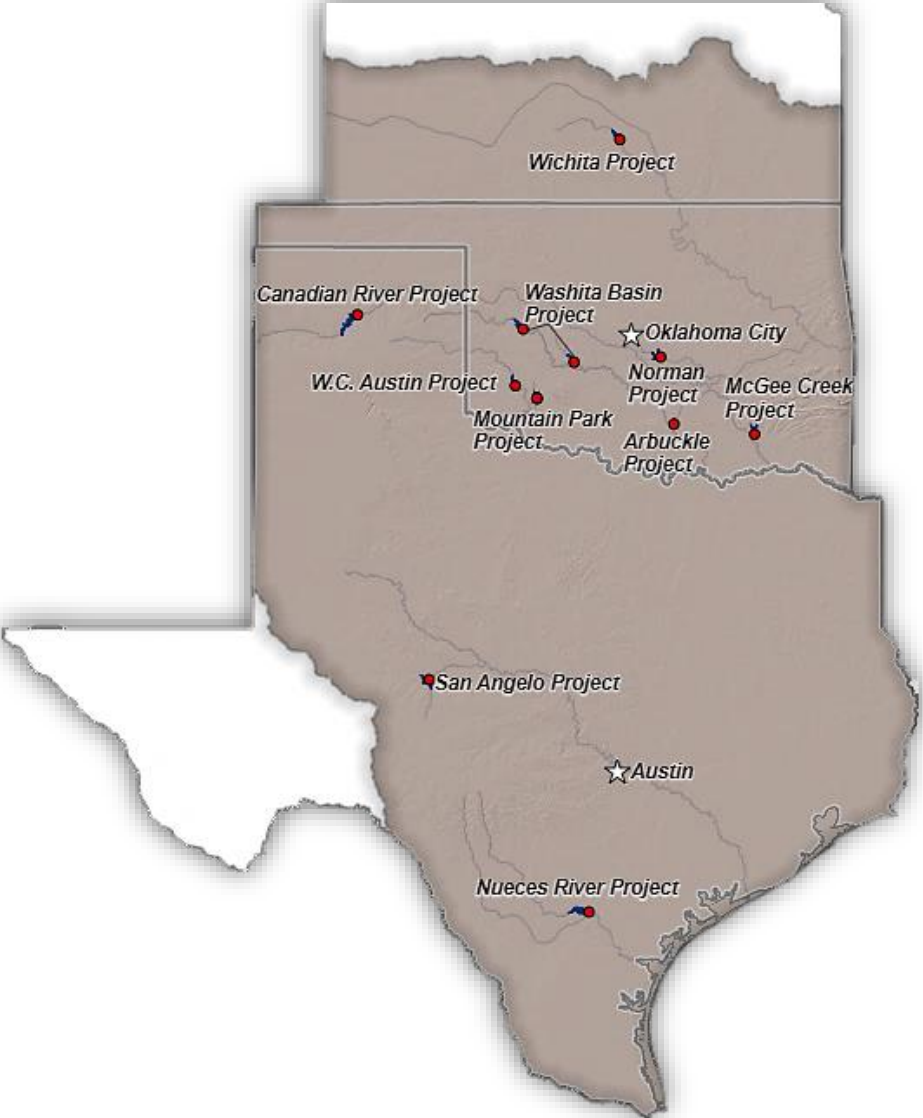 Wichita Project
Canadian River Project
Washita Basin
Project
Oklahoma City
Norman
Project
W.C. Austin Project
McGee Creek
Project
Mountain Park
Project
Arbuckle
Project
San Angelo Project
Austin
Nueces River Project